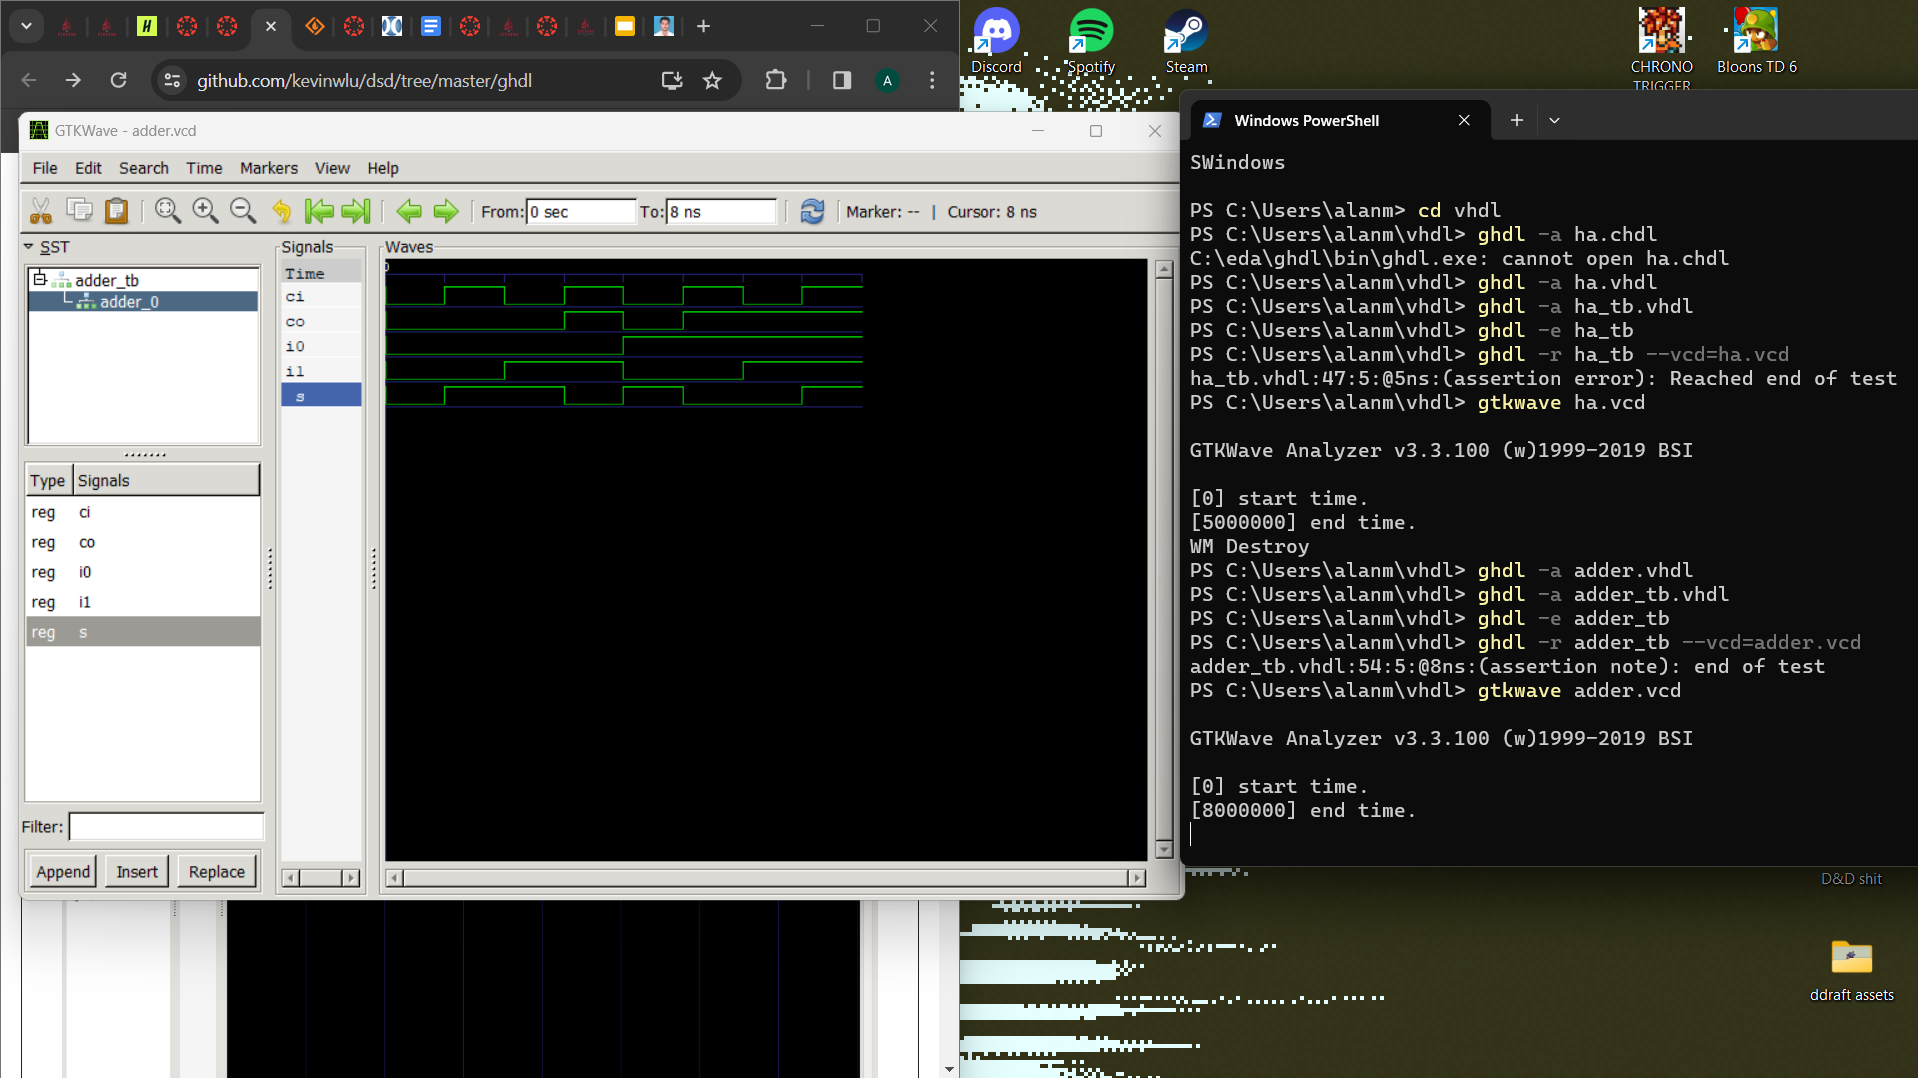 github.com/kevinwlu/dsd/tree/master/ghdl
A
GTKWave - adder.vcd
File Edit Search Time Markers View Help
From: 0 sec To: 8 ns Marker: -- | Cursor: 8 ns
SST
adder_tb
adder_0
Type Signals
reg ci
reg co
reg i0
reg i1
reg s
Filter:
Append Insert Replace
Signals
Time
ci
co
i0
i1
s
Waves
0
Discord
Spotify
Steam
CHRONO
TRIGGER
Bloons TD 6
Windows PowerShell
SWindows
PS C:\Users\alanm> cd vhdl
PS C:\Users\alanm\vhdl> ghdl -a ha.chdl
C:\eda\ghdl\bin\ghdl.exe: cannot open ha.chdl
PS C:\Users\alanm\vhdl> ghdl -a ha.vhdl
PS C:\Users\alanm\vhdl> ghdl -a ha_tb.vhdl
PS C:\Users\alanm\vhdl> ghdl -e ha_tb
PS C:\Users\alanm\vhdl> ghdl -r ha_tb --vcd=ha.vcd
ha_tb.vhdl:47:5:@5ns:(assertion error): Reached end of test
PS C:\Users\alanm\vhdl> gtkwave ha.vcd
GTKWave Analyzer v3.3.100 (w)1999-2019 BSI
[0] start time.
[5000000] end time.
WM Destroy
PS C:\Users\alanm\vhdl> ghdl -a adder.vhdl
PS C:\Users\alanm\vhdl> ghdl -a adder_tb.vhdl
PS C:\Users\alanm\vhdl> ghdl -e adder_tb
PS C:\Users\alanm\vhdl> ghdl -r adder_tb --vcd=adder.vcd
adder_tb.vhdl:54:5:@8ns:(assertion note): end of test
PS C:\Users\alanm\vhdl> gtkwave adder.vcd
GTKWave Analyzer v3.3.100 (w)1999-2019 BSI
[0] start time.
[8000000] end time.
D&D shit
ddraft assets